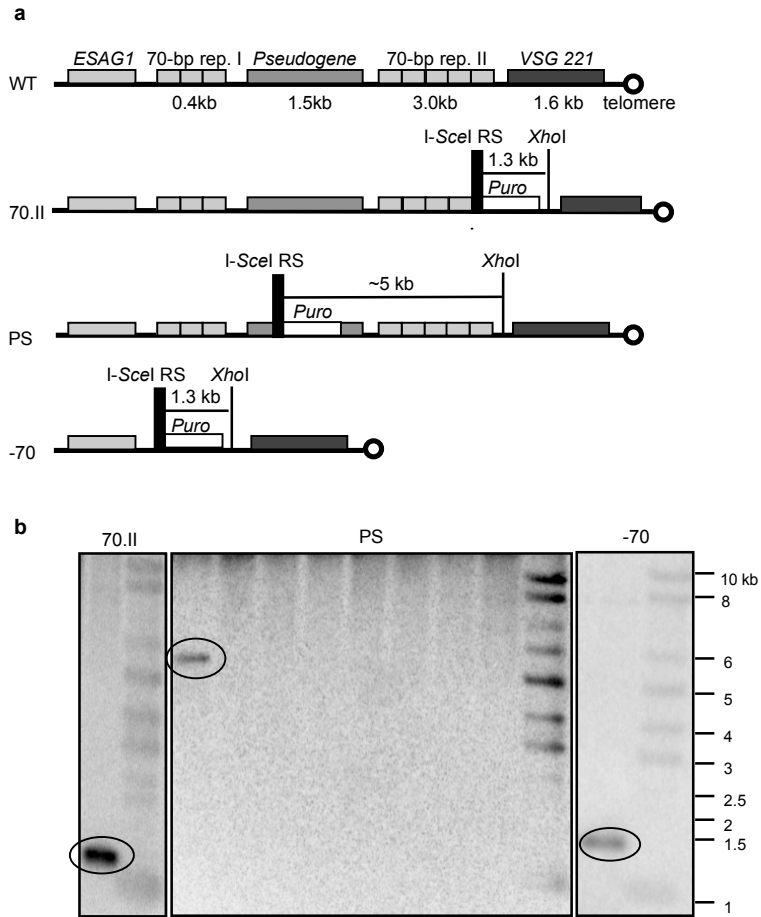 a
ESAG1 70-bp rep. I Pseudogene 70-bp rep. II VSG 221
WT
0.4kb 1.5kb 3.0kb 1.6 kb telomere
I-SceI RS XhoI
1.3 kb
Puro
70.II
I-SceI RS XhoI
~5 kb
Puro
PS
I-SceI RS XhoI
1.3 kb
Puro
-70
b
70.II PS -70
10 kb
8
6
5
4
3
2.5
2
1.5
1